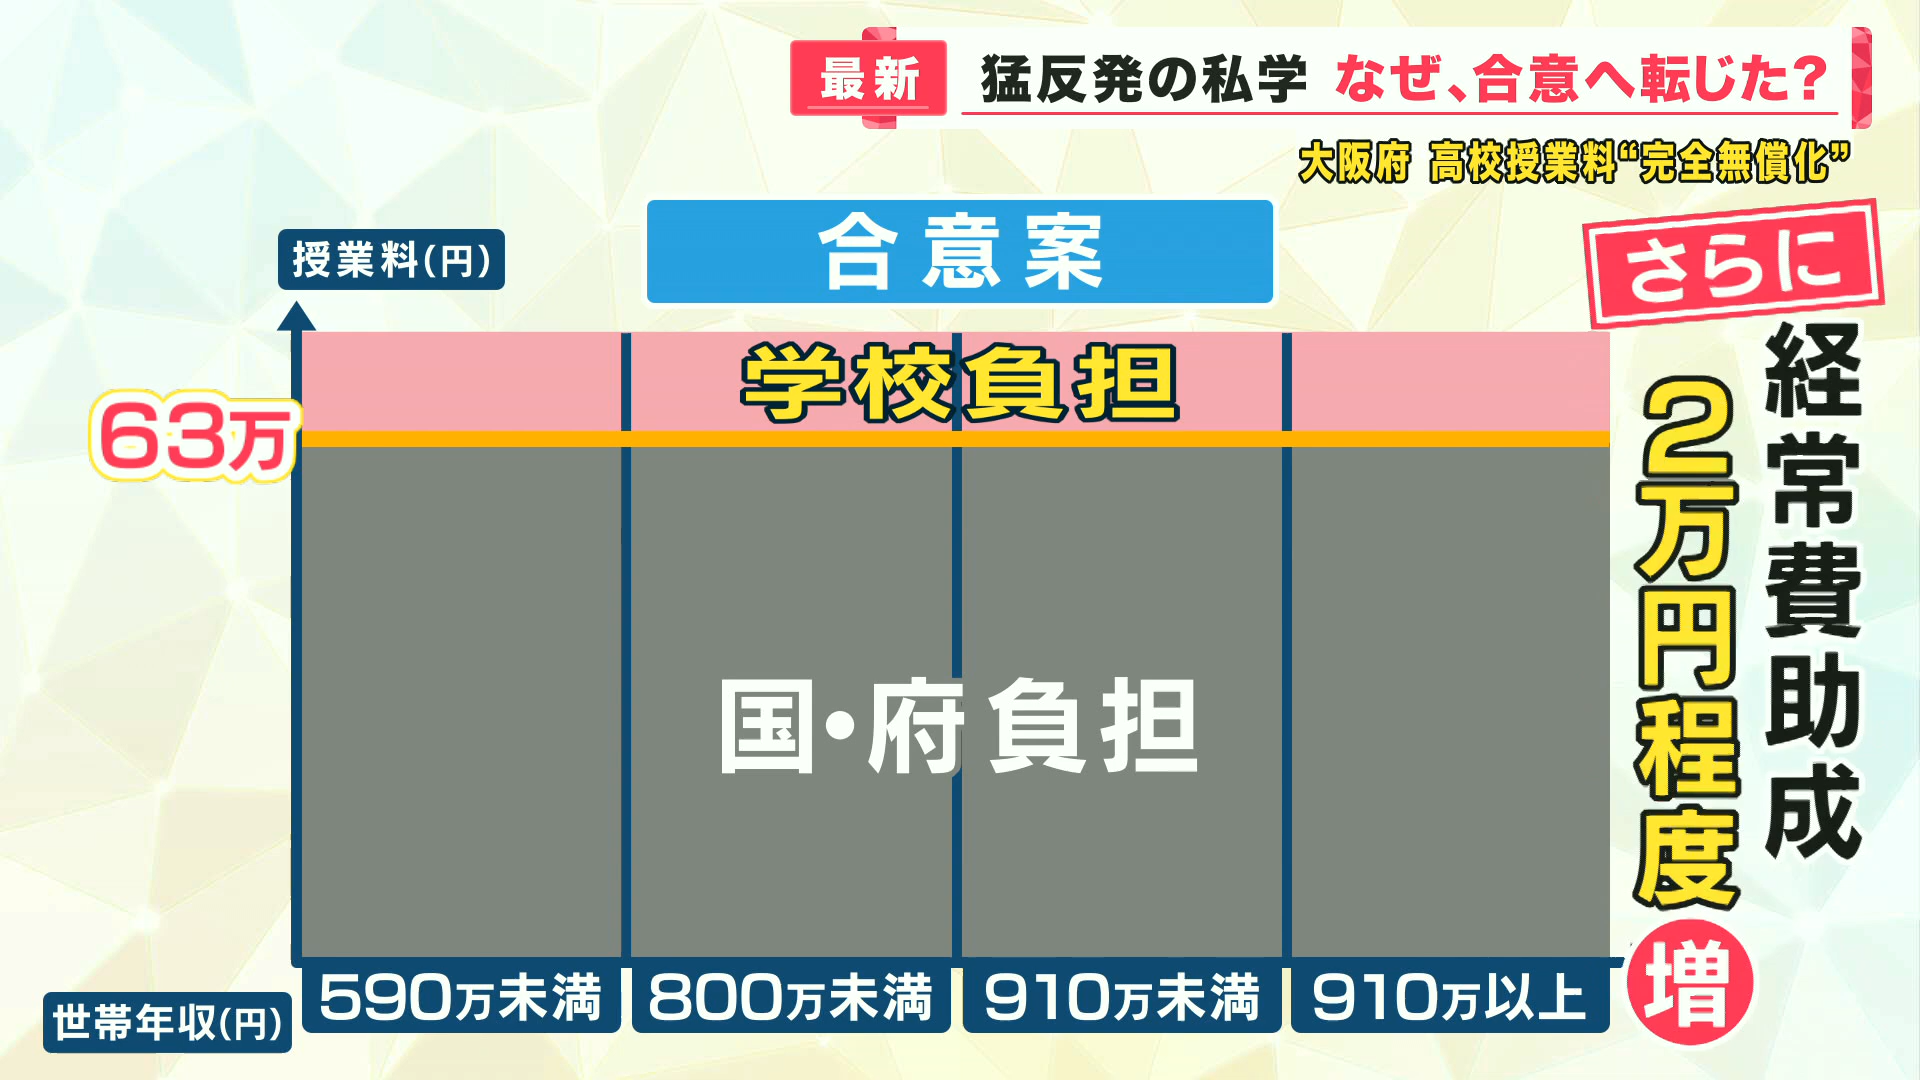 最新
猛反発の私学 なぜ、合意へ転じた?
大阪府 高校授業料“完全無償化”
合意案
さらに
経常費助成
2万円程度
増
授業料(円)
63万
学校負担
国・府負担
世帯年収(円)
590万未満
800万未満
910万未満
910万以上